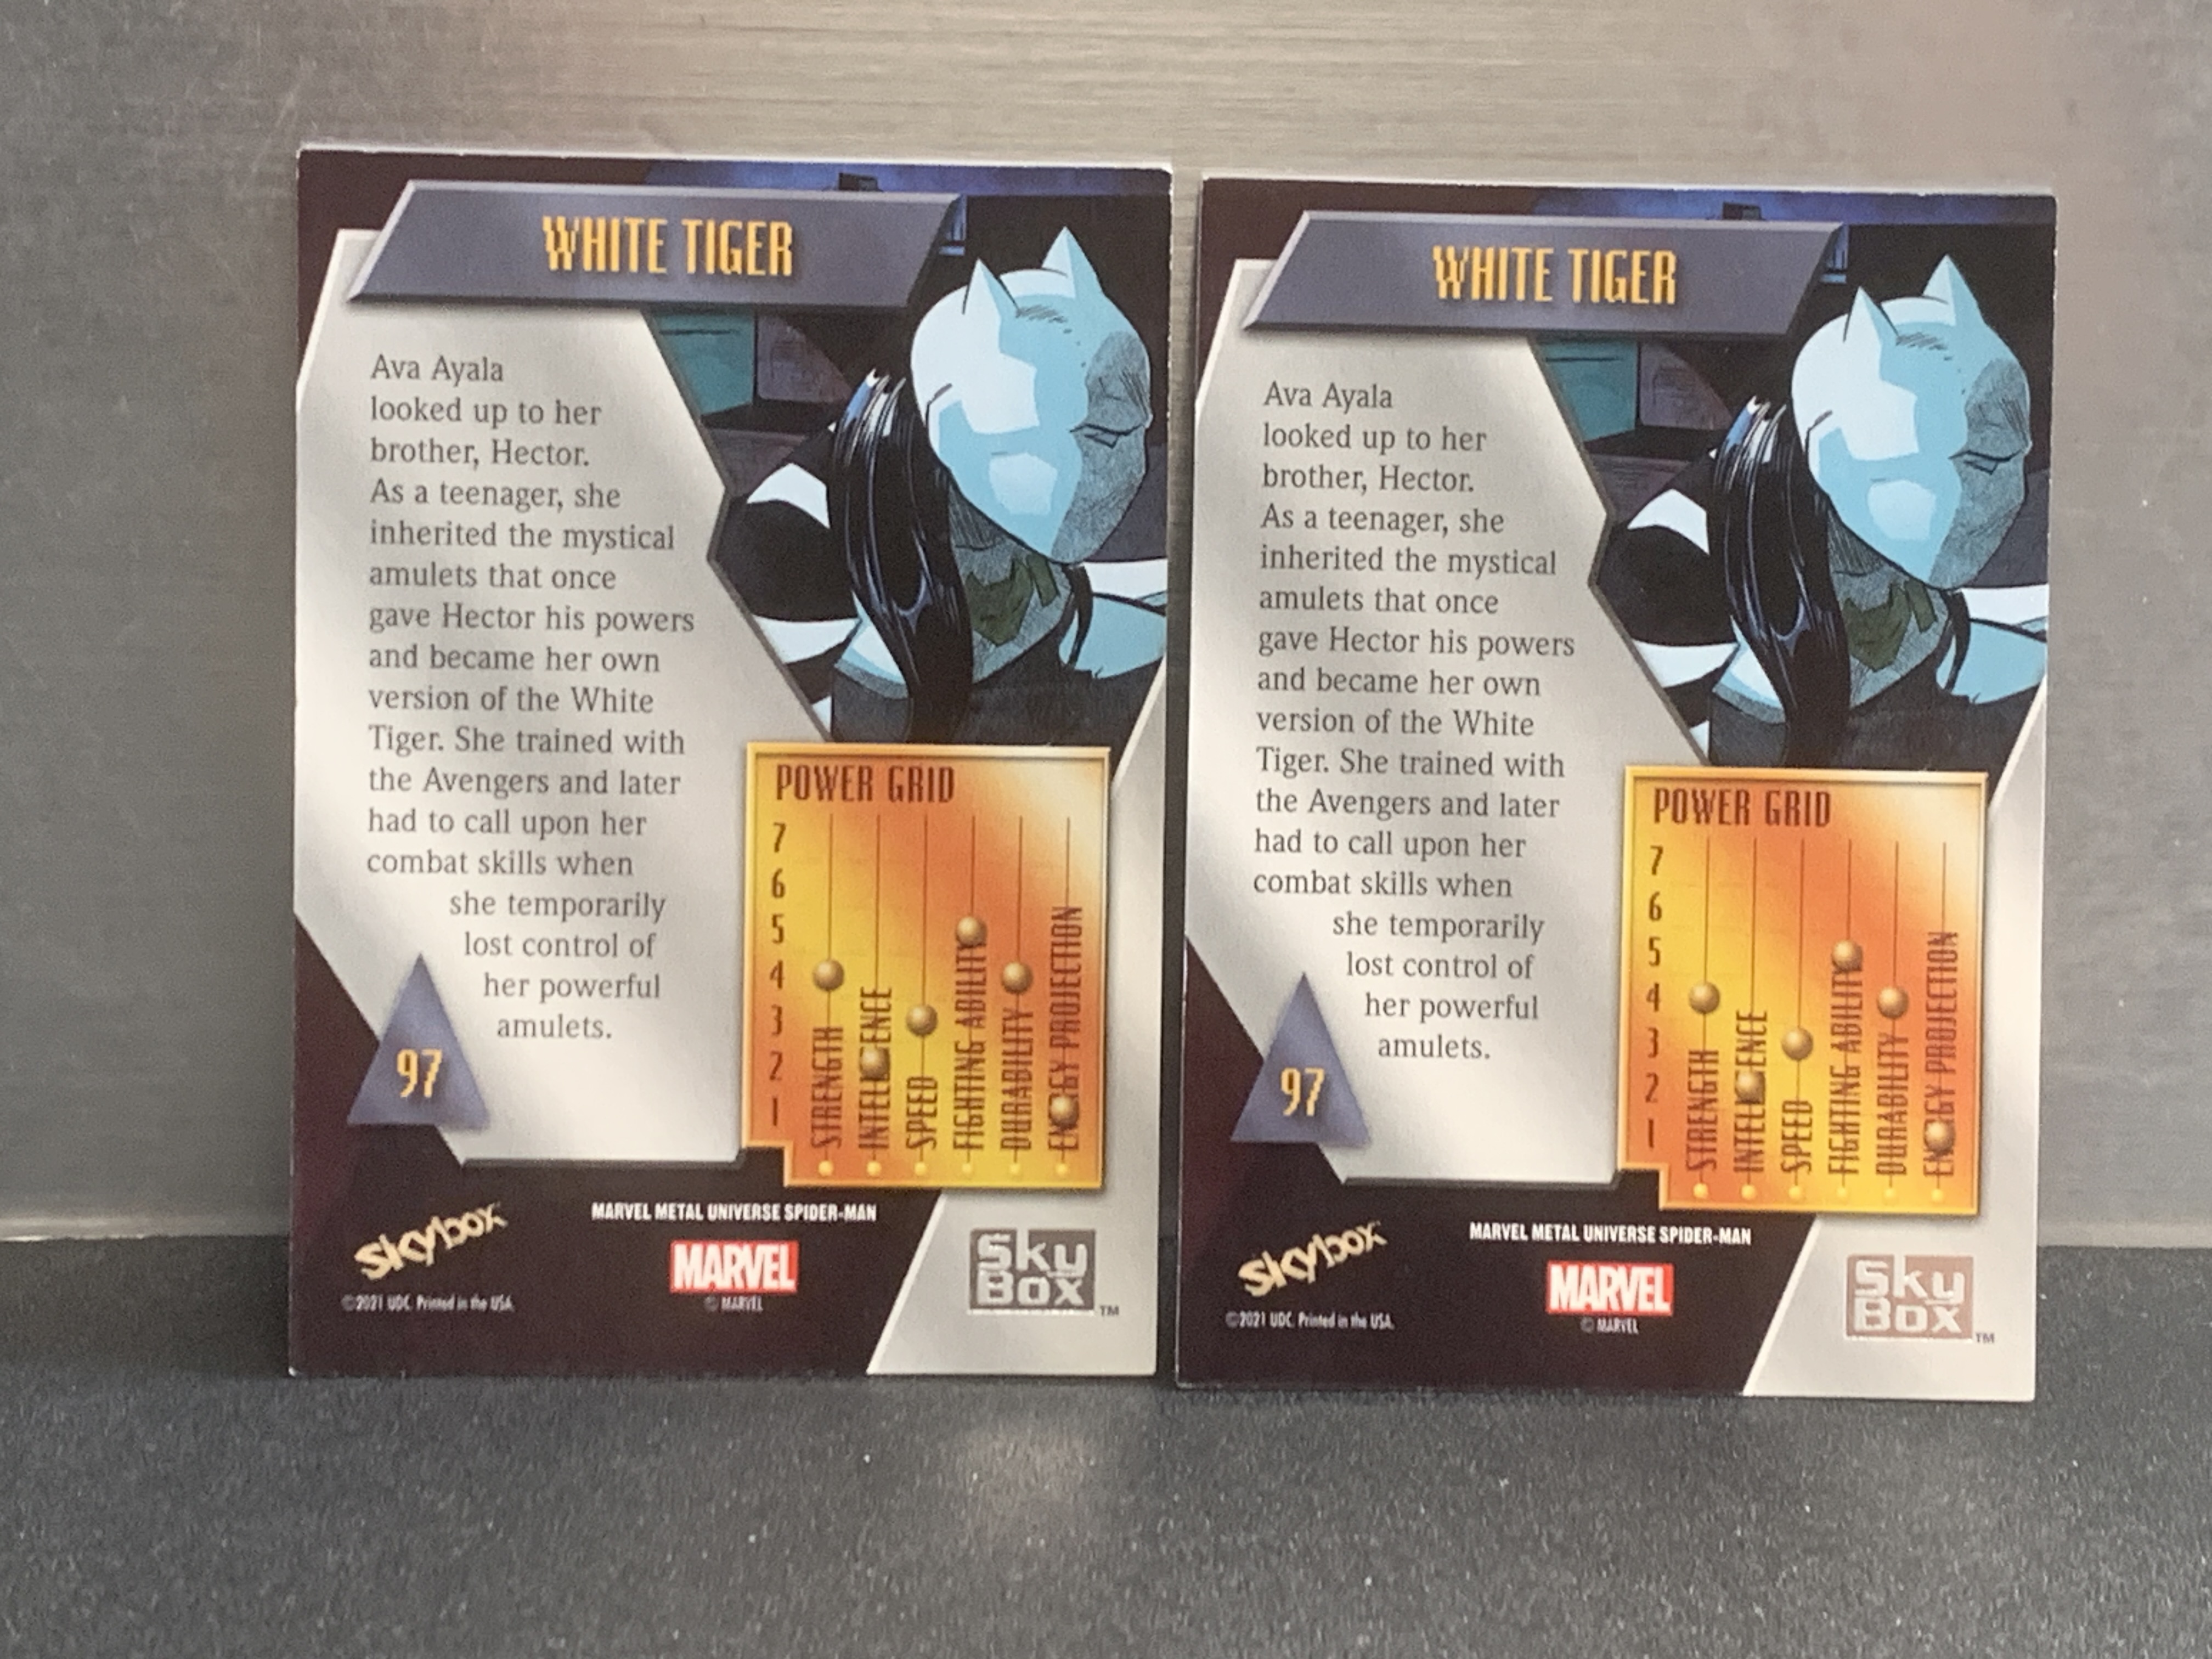 WHITE TIGER
Ava Ayala
looked up to her
brother, Hector.
As a teenager, she
inherited the mystical
amulets that once
gave Hector his powers
and became her own
version of the White
Tiger. She trained with
the Avengers and later
had to call upon her
combat skills when
she temporarily
lost control of
her powerful
amulets.
97
POWER GRID
7
6
5
4
3
2
1
STRENGTH
SPEED
FIGHTING ABILITY
DURABILITY
PROJECTION
skybox
©2021 UDC. Printed in the USA.
MARVEL METAL UNIVERSE SPIDER-MAN
MARVEL
© MARVEL
Sky
Box
TM
WHITE TIGER
Ava Ayala
looked up to her
brother, Hector.
As a teenager, she
inherited the mystical
amulets that once
gave Hector his powers
and became her own
version of the White
Tiger. She trained with
the Avengers and later
had to call upon her
combat skills when
she temporarily
lost control of
her powerful
amulets.
97
POWER GRID
7
6
5
4
3
2
1
STRENGTH
SPEED
FIGHTING ABILITY
DURABILITY
PROJECTION
skybox
©2021 UDC. Printed in the USA.
MARVEL METAL UNIVERSE SPIDER-MAN
MARVEL
© MARVEL
Sky
Box
TM